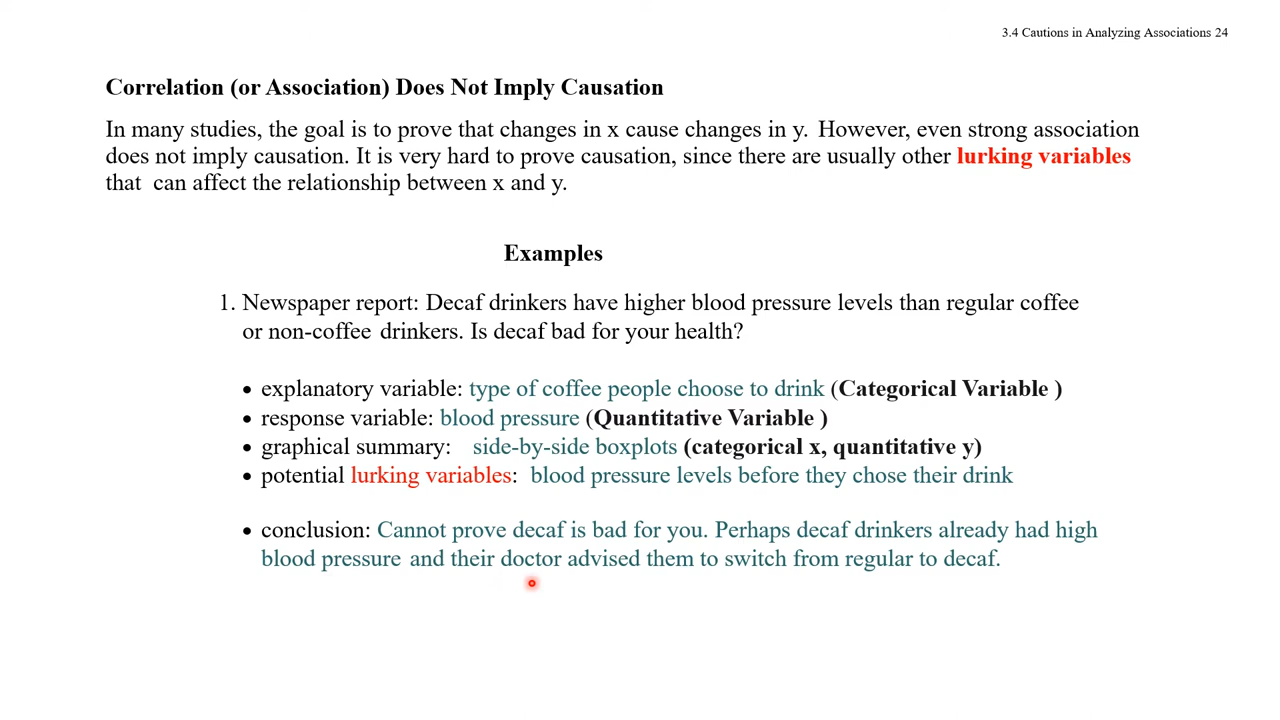 3.4 Cautions in Analyzing Associations 24
Correlation (or Association) Does Not Imply Causation
In many studies, the goal is to prove that changes in x cause changes in y. However, even strong association
does not imply causation. It is very hard to prove causation, since there are usually other lurking variables
that can affect the relationship between x and y.
Examples
1. Newspaper report: Decaf drinkers have higher blood pressure levels than regular coffee
or non-coffee drinkers. Is decaf bad for your health?
• explanatory variable: type of coffee people choose to drink (Categorical Variable )
• response variable: blood pressure (Quantitative Variable )
• graphical summary: side-by-side boxplots (categorical x, quantitative y)
• potential lurking variables: blood pressure levels before they chose their drink
• conclusion: Cannot prove decaf is bad for you. Perhaps decaf drinkers already had high
blood pressure and their doctor advised them to switch from regular to decaf.